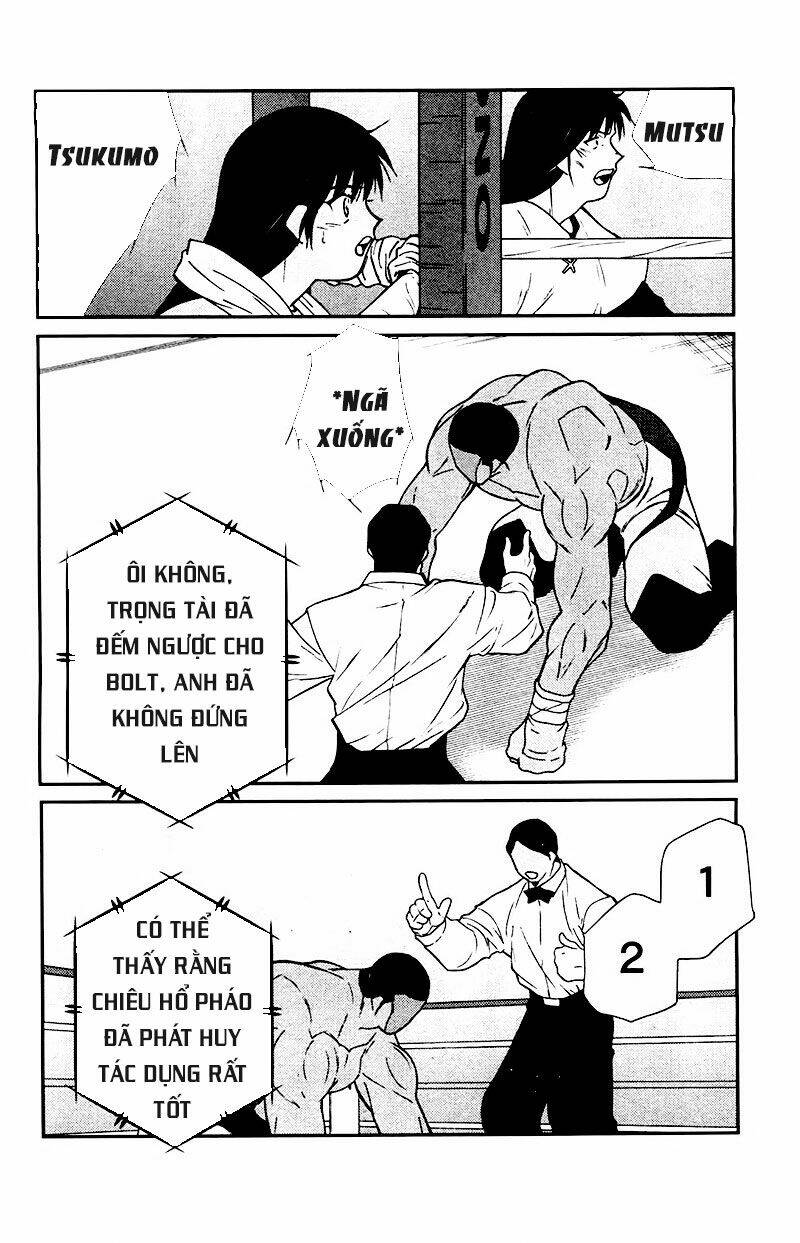 MUTSU
TSUKUMO
*NGÃ
XUỐNG*
ÔI KHÔNG,
TRỌNG TÀI ĐÃ
ĐẾM NGƯỢC CHO
BOLT, ANH ĐÃ
KHÔNG ĐỨNG
LÊN
1
2
CÓ THỂ
THẤY RẰNG
CHIÊU HỔ PHÁO
ĐÃ PHÁT HUY
TÁC DỤNG RẤT
TỐT